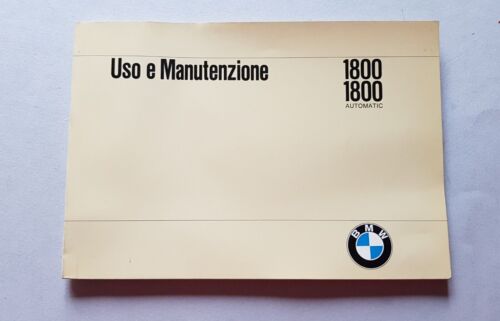 Uso e Manutenzione
1800
1800
AUTOMATIC
BMW